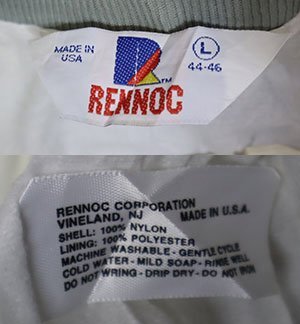 MADE IN
USA
TM
RENNOC
L
44-46
RENNOC CORPORATION
VINELAND, NJ MADE IN U.S.A.
SHELL: 100% NYLON
LINING: 100% POLYESTER
MACHINE WASHABLE - GENTLE CYCLE
COLD WATER - MILD SOAP - RINSE WELL
DO NOT WRING - DRIP DRY - DO NOT IRON